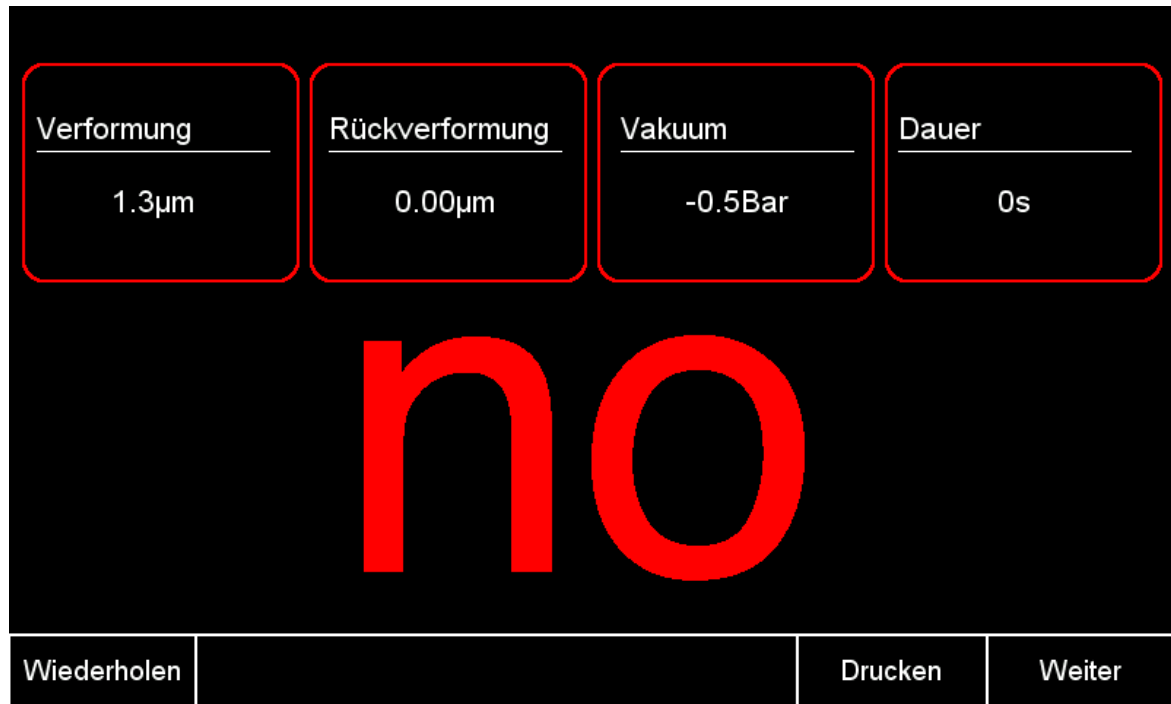 Verformung
1.3µm
Rückverformung
0.00µm
Vakuum
-0.5Bar
Dauer
0s
no
Wiederholen
Drucken
Weiter